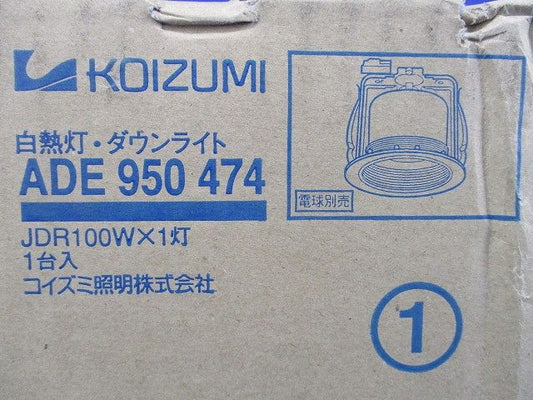 KOIZUMI
白熱灯・ダウンライト
ADE 950 474
JDR100W×1灯
1台入
コイズミ照明株式会社
電球別売
1